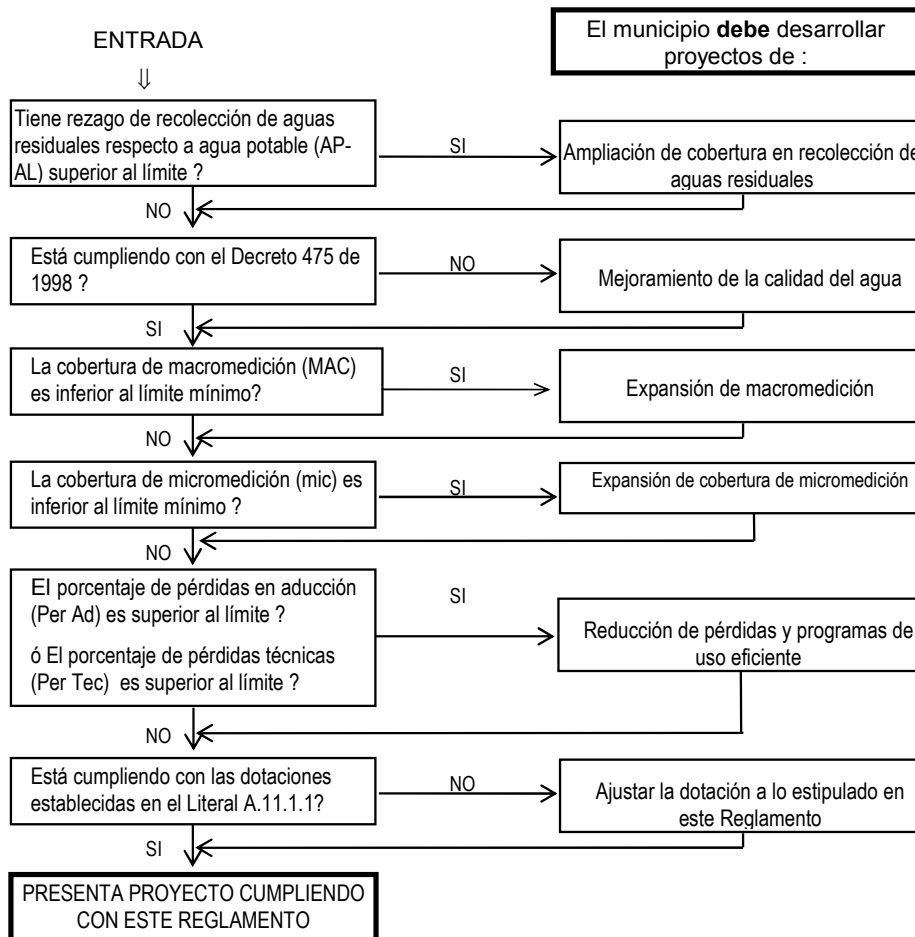 ENTRADA
⇓
El municipio debe desarrollar
proyectos de :
Tiene rezago de recolección de aguas
residuales respecto a agua potable (AP-
AL) superior al límite ?
SI
Ampliación de cobertura en recolección de
aguas residuales
NO
Está cumpliendo con el Decreto 475 de
1998 ?
NO
Mejoramiento de la calidad del agua
SI
La cobertura de macromedición (MAC)
es inferior al límite mínimo?
SI
Expansión de macromedición
NO
La cobertura de micromedición (mic) es
inferior al límite mínimo ?
SI
Expansión de cobertura de micromedición
NO
El porcentaje de pérdidas en aducción
(Per Ad) es superior al límite ?
ó El porcentaje de pérdidas técnicas
(Per Tec) es superior al límite ?
SI
Reducción de pérdidas y programas de
uso eficiente
NO
Está cumpliendo con las dotaciones
establecidas en el Literal A.11.1.1?
NO
Ajustar la dotación a lo estipulado en
este Reglamento
SI
PRESENTA PROYECTO CUMPLIENDO
CON ESTE REGLAMENTO